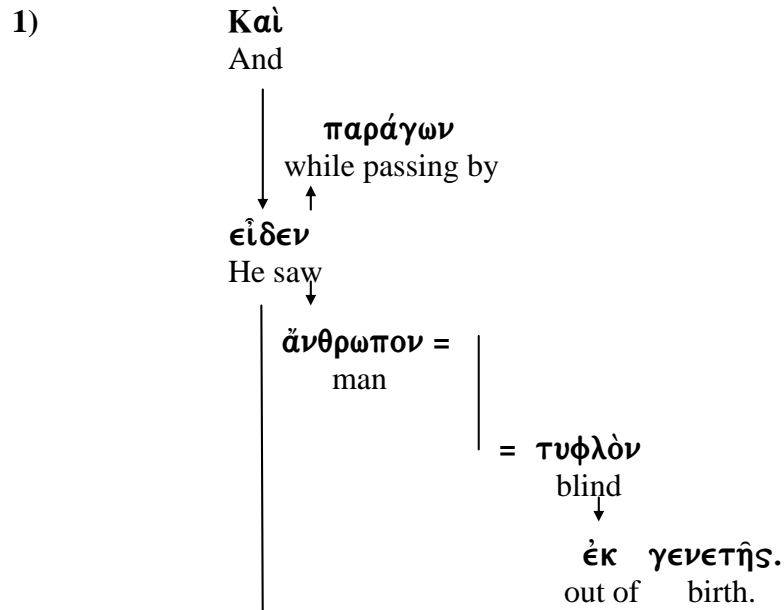 1) Καὶ
And
παράγων
while passing by
εἶδεν
He saw
ἄνθρωπον =
man
= τυφλὸν
blind
ἐκ γενετῆς.
out of birth.